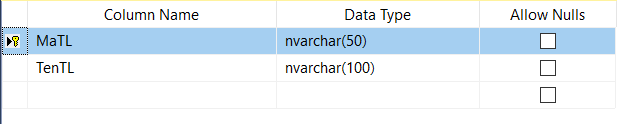 Column Name Data Type Allow Nulls
MaTL nvarchar(50)
TenTL nvarchar(100)